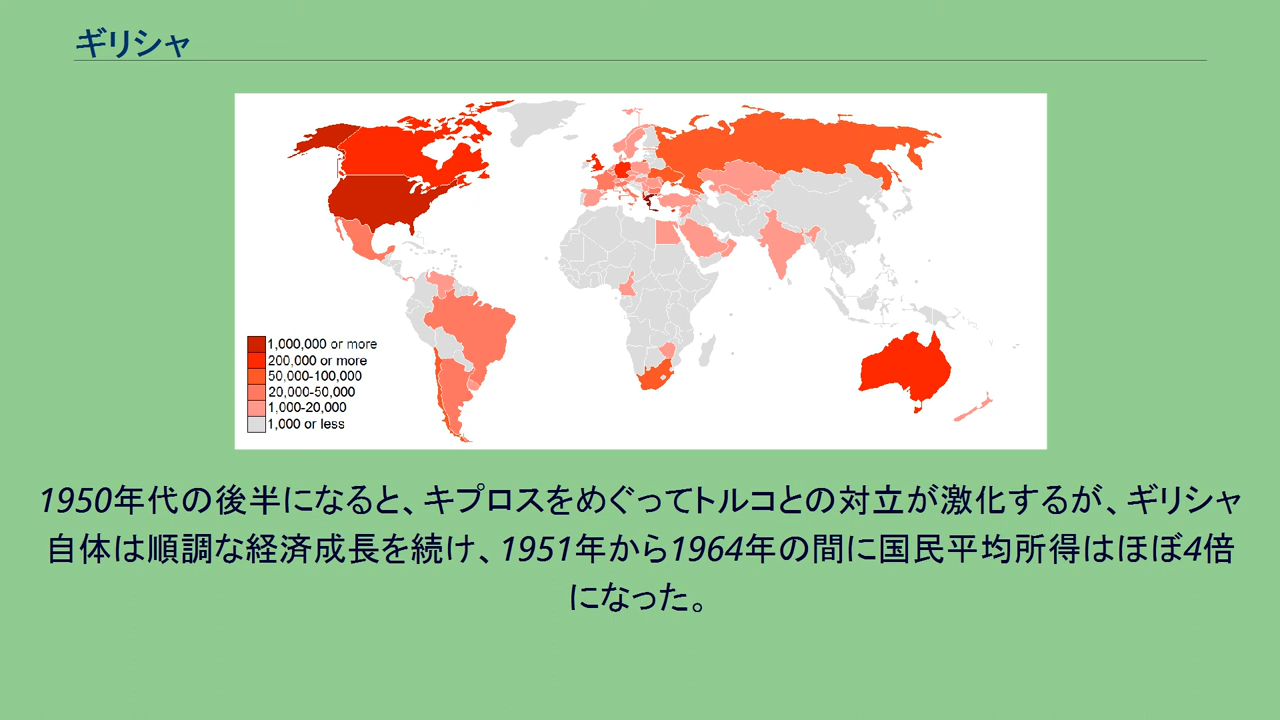 ギリシャ
1,000,000 or more
200,000 or more
50,000-100,000
20,000-50,000
1,000-20,000
1,000 or less
1950年代の後半になると、キプロスをめぐってトルコとの対立が激化するが、ギリシャ
自体は順調な経済成長を続け、1951年から1964年の間に国民平均所得はほぼ4倍
になった。